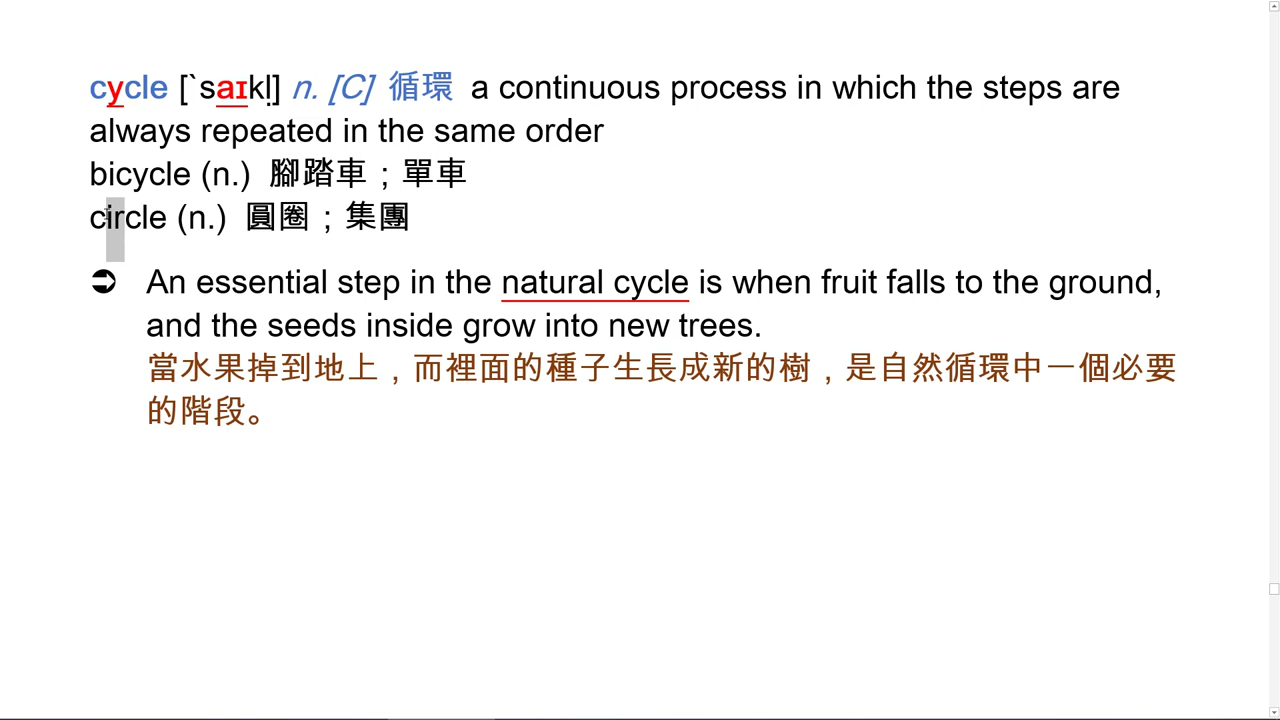 cycle [ˋsaɪkḷ] n. [C] 循環 a continuous process in which the steps are
always repeated in the same order
bicycle (n.) 腳踏車；單車
circle (n.) 圓圈；集團
➲ An essential step in the natural cycle is when fruit falls to the ground,
and the seeds inside grow into new trees.
當水果掉到地上，而裡面的種子生長成新的樹，是自然循環中一個必要
的階段。